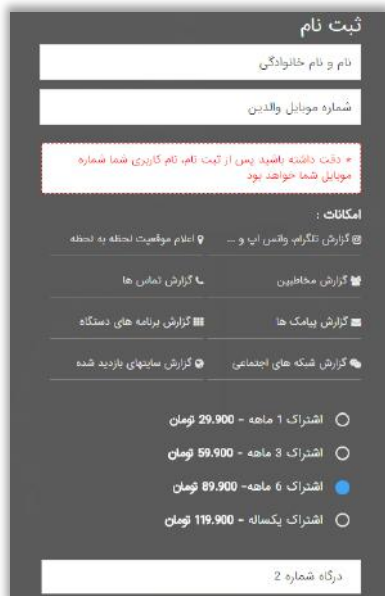 ثبت نام
نام و نام خانوادگی
شماره موبایل والدین
* دقت داشته باشید پس از ثبت نام، نام کاربری شما شماره
موبایل شما خواهد بود
امکانات :
گزارش تلگرام، واتس اپ و ...
اعلام موقعیت لحظه به لحظه
گزارش مخاطبین
گزارش تماس ها
گزارش پیامک ها
گزارش برنامه های دستگاه
گزارش شبکه های اجتماعی
گزارش سایتهای بازدید شده
اشتراک 1 ماهه - 29.900 تومان
اشتراک 3 ماهه - 59.900 تومان
اشتراک 6 ماهه- 89.900 تومان
اشتراک یکساله - 119.900 تومان
درگاه شماره 2